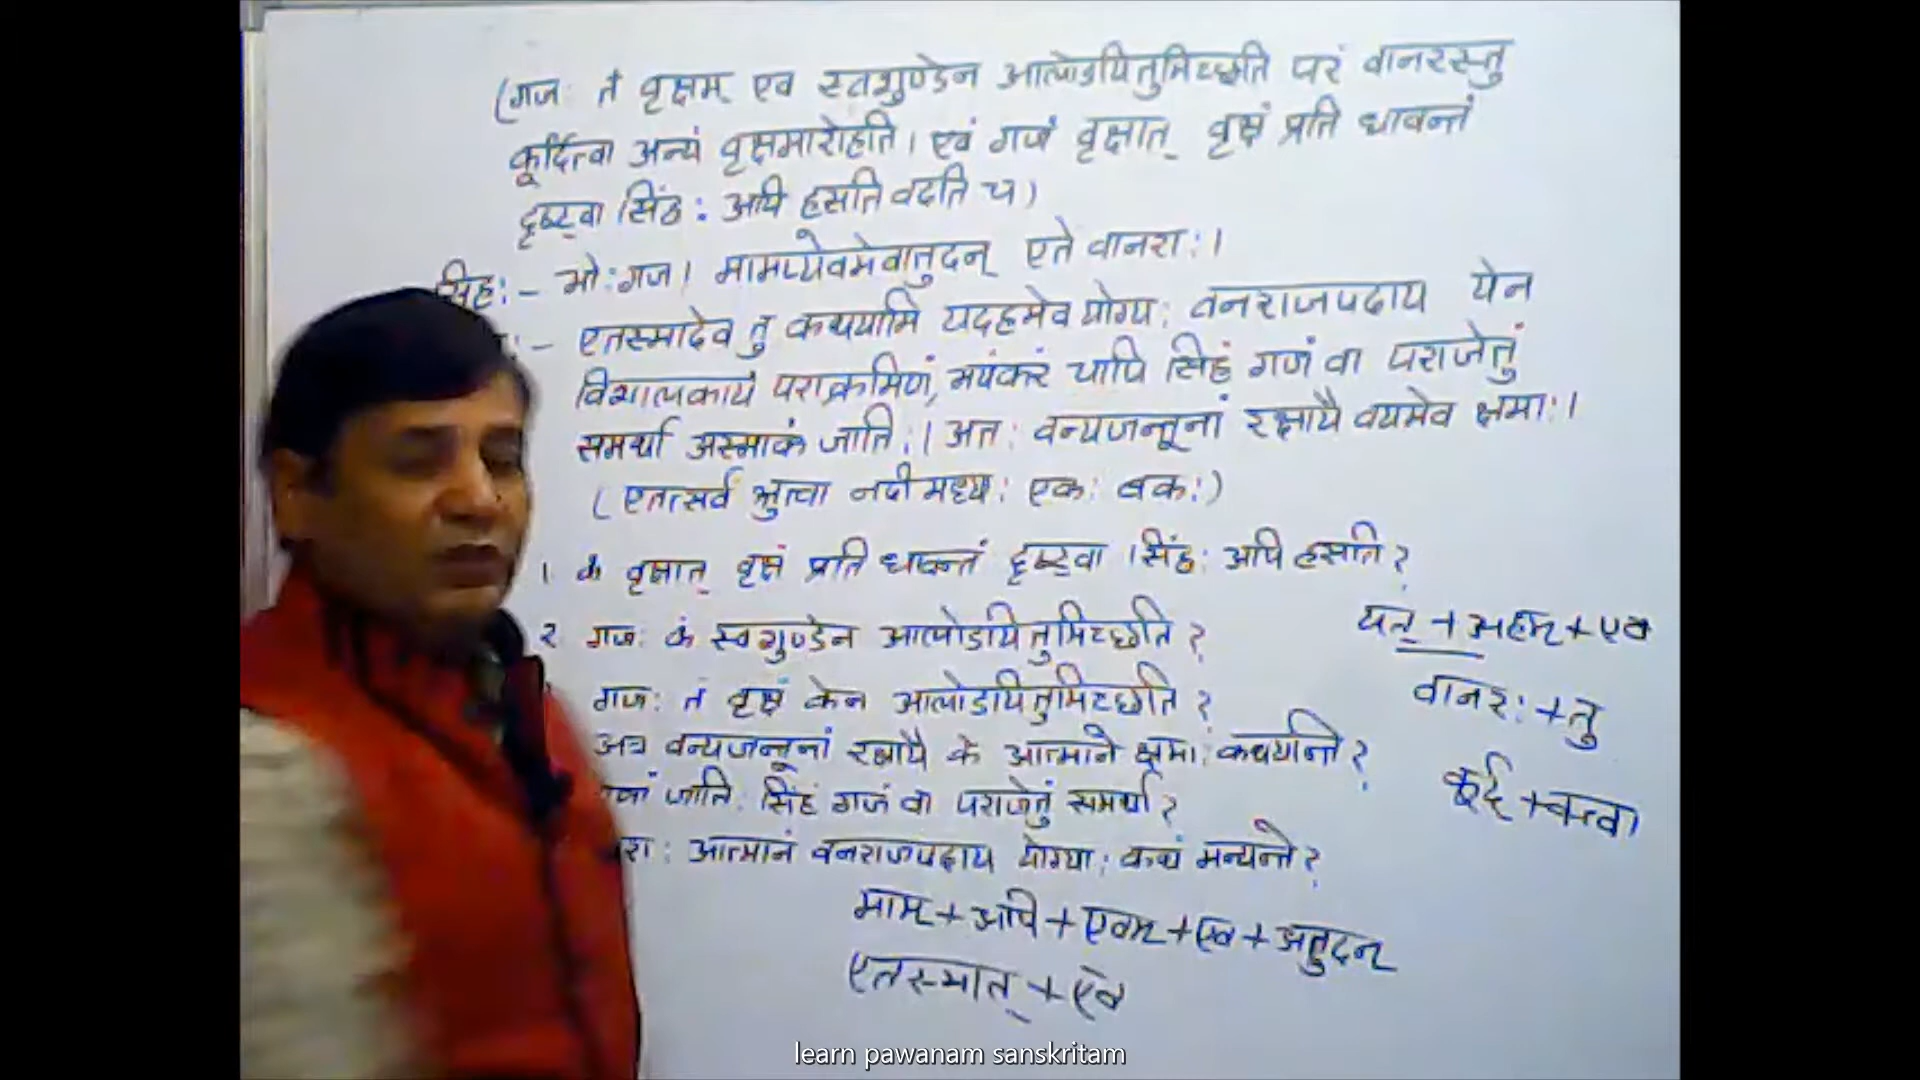 (गजः तं वृक्षम् एव स्वशुण्डेन आलोडयितुमिच्छति परं वानरस्तु
कूर्दित्वा अन्यं वृक्षमारोहति। एवं गजं वृक्षात् वृक्षं प्रति धावन्तं
दृष्ट्वा सिंहः अपि हसति वदति च)
सिंहः - भोः गज। मामप्येवमेवातुदन् एते वानराः।
: - एतस्मादेव तु कथयामि यदहमेव योग्यः वनराजपदाय येन
विशालकायं पराक्रमिणं, भयंकरं चापि सिंहं गजं वा पराजेतुं
समर्था अस्माकं जातिः। अतः वन्यजन्तूनां रक्षायै वयमेव क्षमाः।
(एतत्सर्वं श्रुत्वा नदीमध्यः एकः बकः)
1 कं वृक्षात् वृक्षं प्रति धावन्तं दृष्ट्वा सिंहः अपि हसति?
२ गजः कं स्वशुण्डेन आलोडयितुमिच्छति?
गजः तं वृक्षं केन आलोडयितुमिच्छति?
अत्र वन्यजन्तूनां रक्षायै के आत्मानं क्षमाः कथयन्ति?
जातिः सिंहं गजं वा पराजेतुं समर्था?
राः आत्मानं वनराजपदाय योग्याः कथं मन्यन्ते?
यत् + अहम् + एव
वानरः + तु
कूर्द् + क्त्वा
माम् + अपि + एवम् + एव + अतुदन्
एतस्मात् + एव
learn pawanam sanskritam